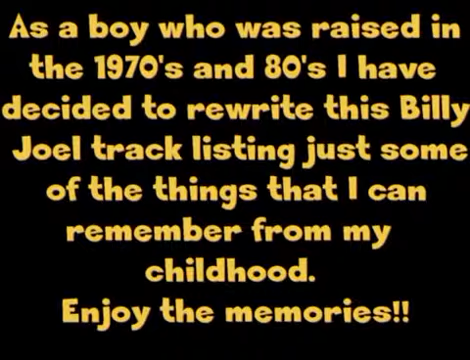 As a boy who was raised in
the 1970's and 80's I have
decided to rewrite this Billy
Joel track listing just some
of the things that I can
remember from my
childhood.
Enjoy the memories!!